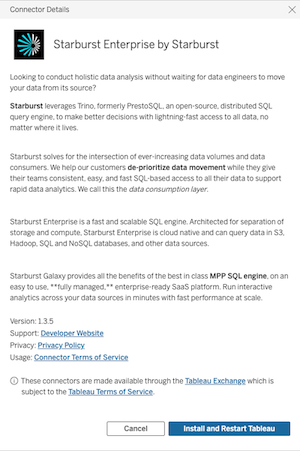 Connector Details
Starburst Enterprise by Starburst
Looking to conduct holistic data analysis without waiting for data engineers to move
your data from its source?
Starburst leverages Trino, formerly PrestoSQL, an open-source, distributed SQL
query engine, to make better decisions with lightning-fast access to all data, no
matter where it lives.
Starburst solves for the intersection of ever-increasing data volumes and data
consumers. We help our customers de-prioritize data movement while they give
their teams consistent, easy, and fast SQL-based access to all their data to support
rapid data analytics. We call this the data consumption layer.
Starburst Enterprise is a fast and scalable SQL engine. Architected for separation of
storage and compute, Starburst Enterprise is cloud native and can query data in S3,
Hadoop, SQL and NoSQL databases, and other data sources.
Starburst Galaxy provides all the benefits of the best in class MPP SQL engine, on an
easy to use, **fully managed,** enterprise-ready SaaS platform. Run interactive
analytics across your data sources in minutes with fast performance at scale.
Version: 1.3.5
Support: Developer Website
Privacy: Privacy Policy
Usage: Connector Terms of Service
These connectors are made available through the Tableau Exchange which is
subject to the Tableau Terms of Service.
Cancel
Install and Restart Tableau